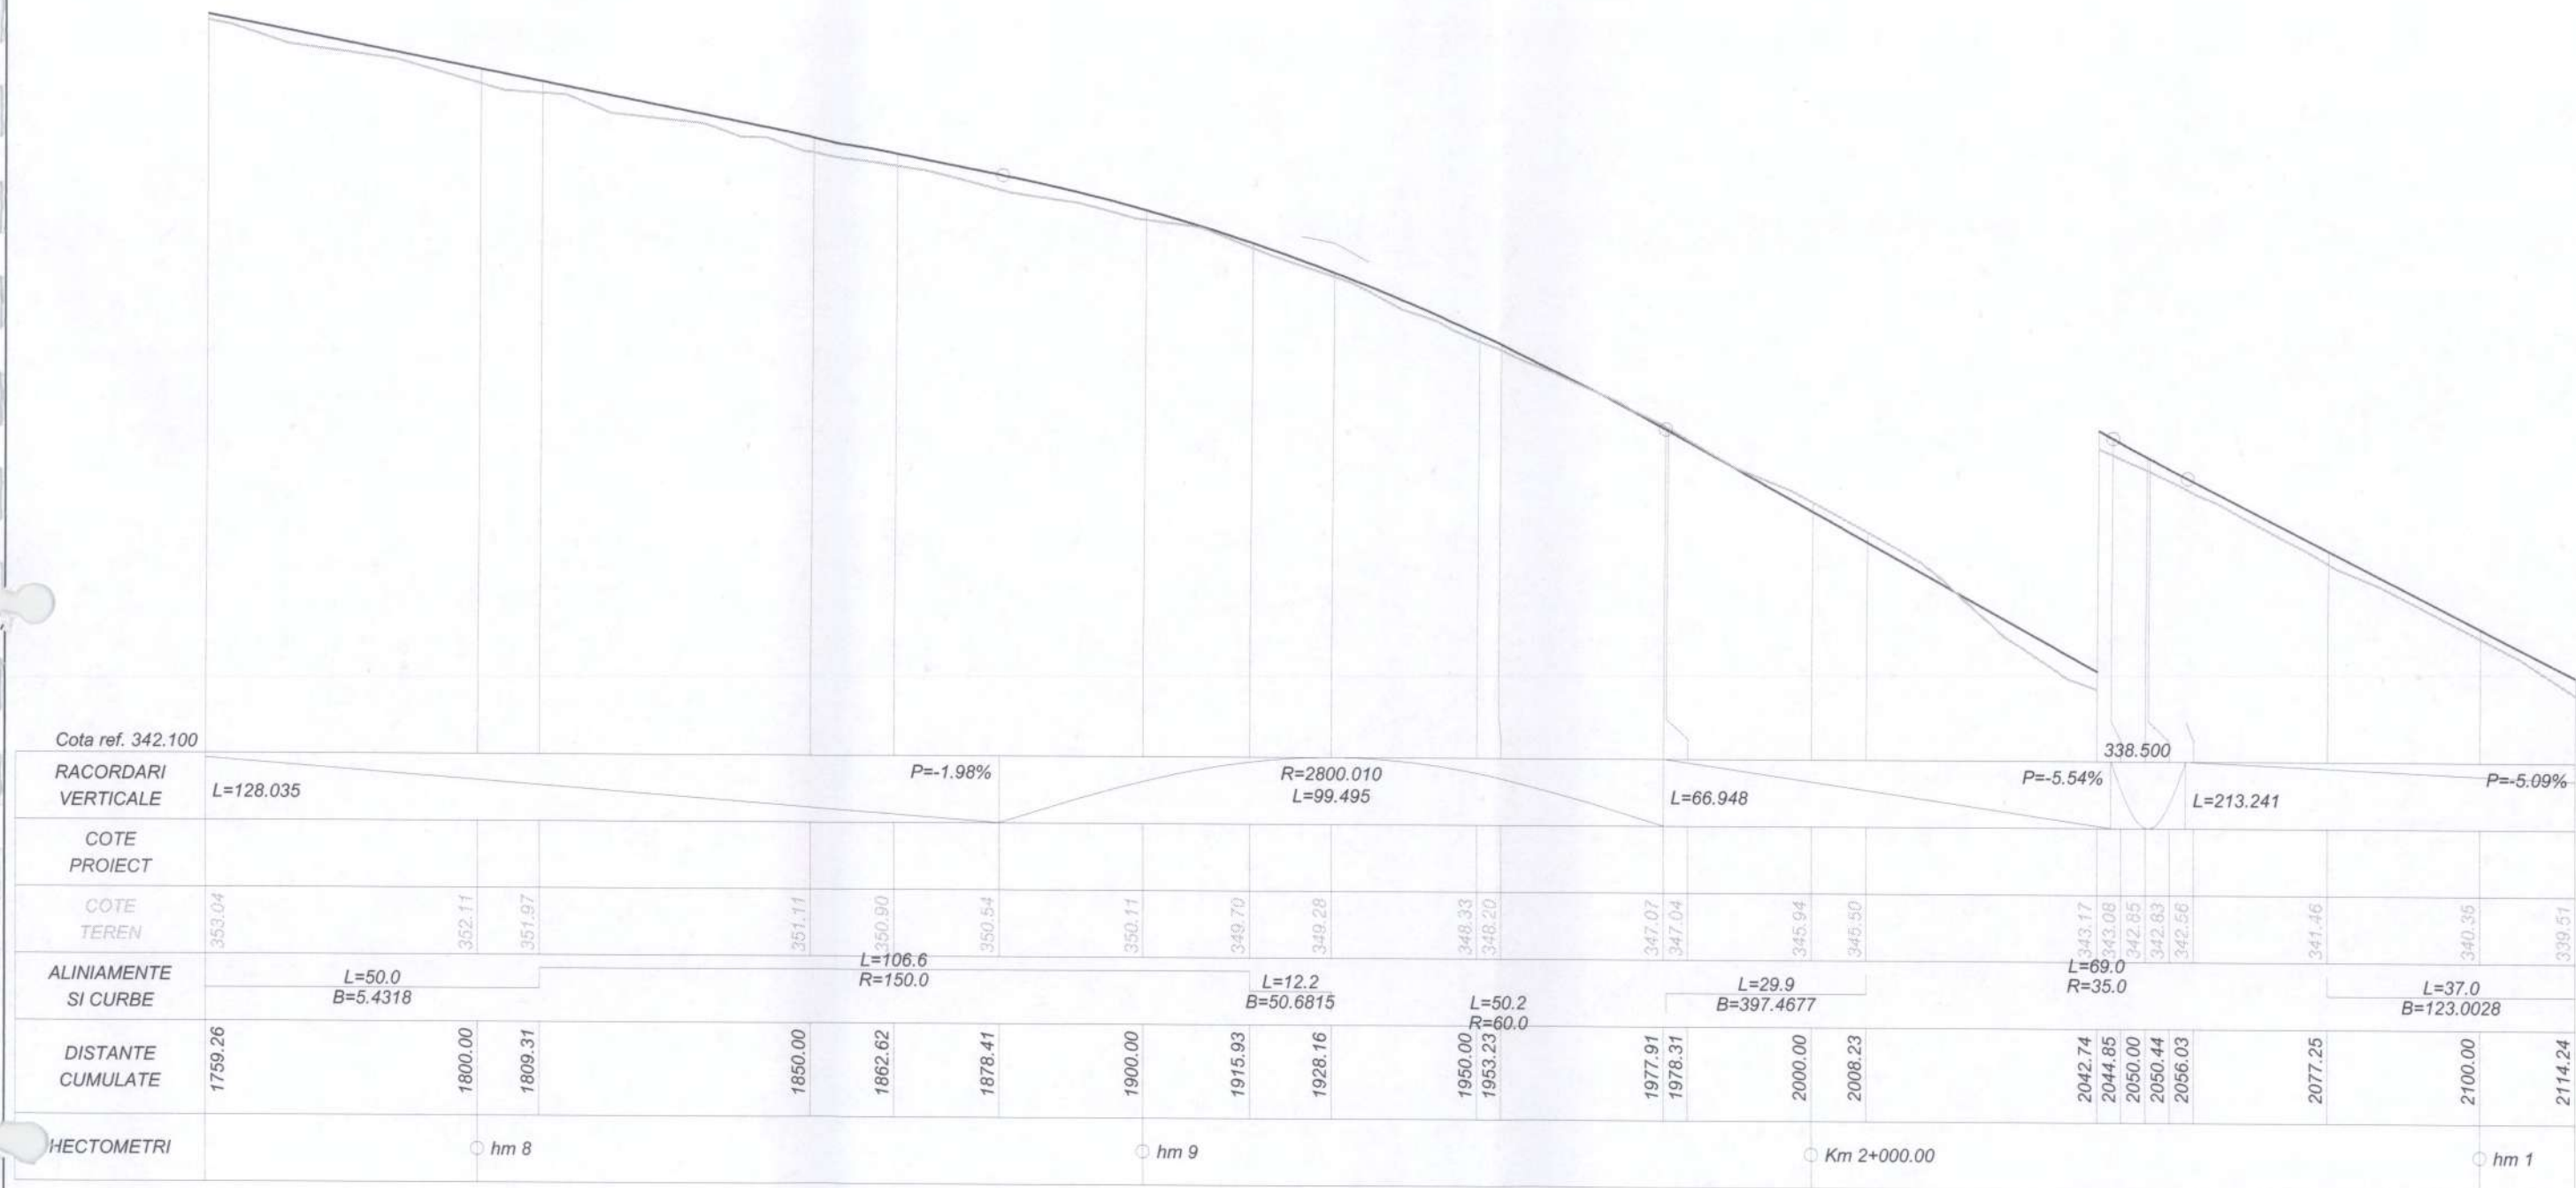 Cota ref. 342.100
338.500
RACORDARI
VERTICALE
L=128.035
P=-1.98%
R=2800.010
L=99.495
L=66.948
P=-5.54%
L=213.241
P=-5.09%
COTE
PROIECT
COTE
TEREN
353.04
352.11
351.97
351.11
350.90
350.54
350.11
349.70
349.28
348.33
348.20
347.07
347.04
345.94
345.50
343.17
343.08
342.85
342.83
342.56
341.46
340.35
339.51
ALINIAMENTE
SI CURBE
L=50.0
B=5.4318
L=106.6
R=150.0
L=12.2
B=50.6815
L=50.2
R=60.0
L=29.9
B=397.4677
L=69.0
R=35.0
L=37.0
B=123.0028
DISTANTE
CUMULATE
1759.26
1800.00
1809.31
1850.00
1862.62
1878.41
1900.00
1915.93
1928.16
1950.00
1953.23
1977.91
1978.31
2000.00
2008.23
2042.74
2044.85
2050.00
2050.44
2056.03
2077.25
2100.00
2114.24
HECTOMETRI
hm 8
hm 9
Km 2+000.00
hm 1